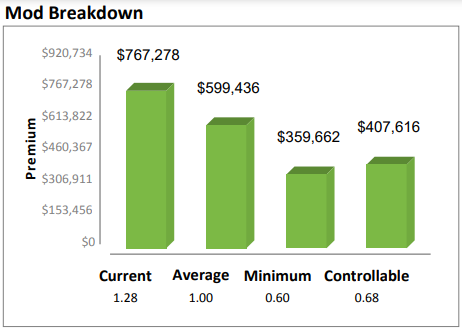 Mod Breakdown
$920,734
$767,278
$613,822
$460,367
$306,911
$153,456
$0
Premium
$767,278
$599,436
$359,662
$407,616
Current Average Minimum Controllable
1.28 1.00 0.60 0.68